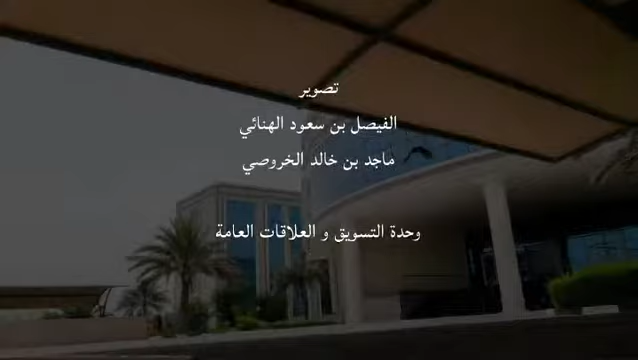 تصوير
الفيصل بن سعود الهنائي
ماجد بن خالد الخروصي
وحدة التسويق و العلاقات العامة